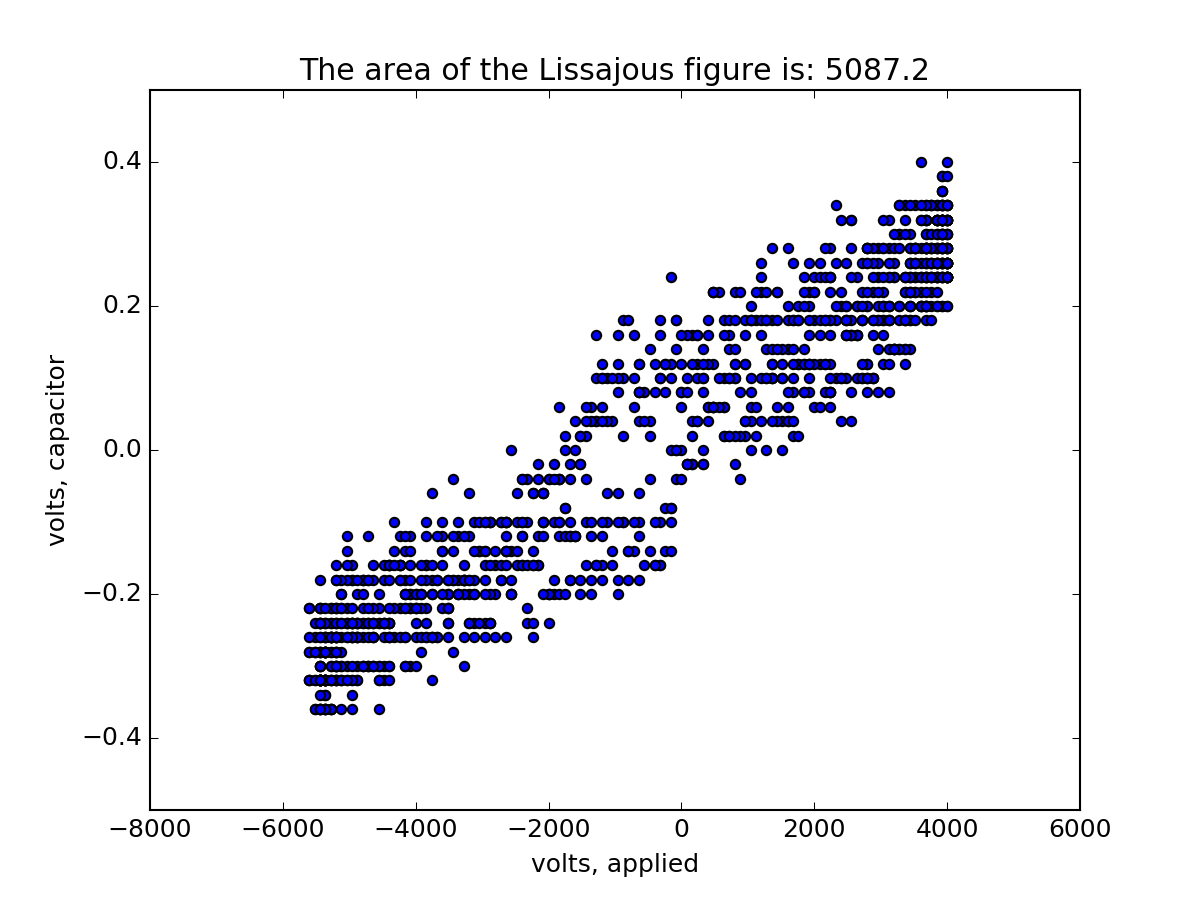 The area of the Lissajous figure is: 5087.2
0.4
0.2
0.0
−0.2
−0.4
volts, capacitor
−8000 −6000 −4000 −2000 0 2000 4000 6000
volts, applied